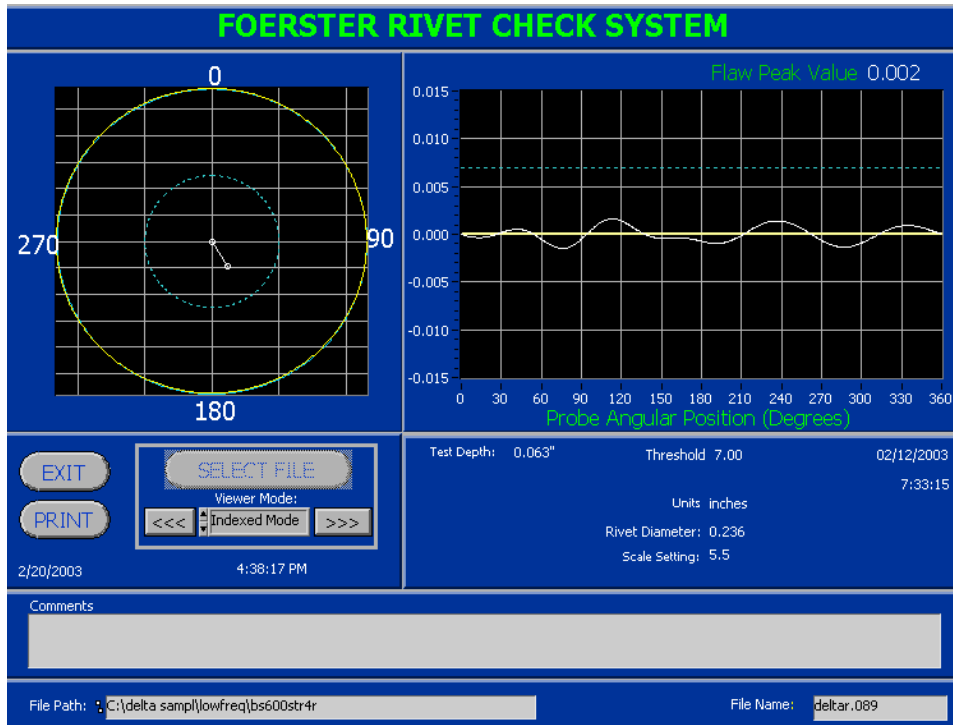 FOERSTER RIVET CHECK SYSTEM
0
270
90
180
Flaw Peak Value 0.002
0.015
0.010
0.005
0.000
-0.005
-0.010
-0.015
0 30 60 90 120 150 180 210 240 270 300 330 360
Probe Angular Position (Degrees)
EXIT
PRINT
SELECT FILE
Viewer Mode:
<<< Indexed Mode >>>
2/20/2003
4:38:17 PM
Test Depth: 0.063"
Threshold 7.00
02/12/2003
7:33:15
Units inches
Rivet Diameter: 0.236
Scale Setting: 5.5
Comments
File Path: C:\delta sampl\lowfreq\bs600str4r
File Name: deltar.089